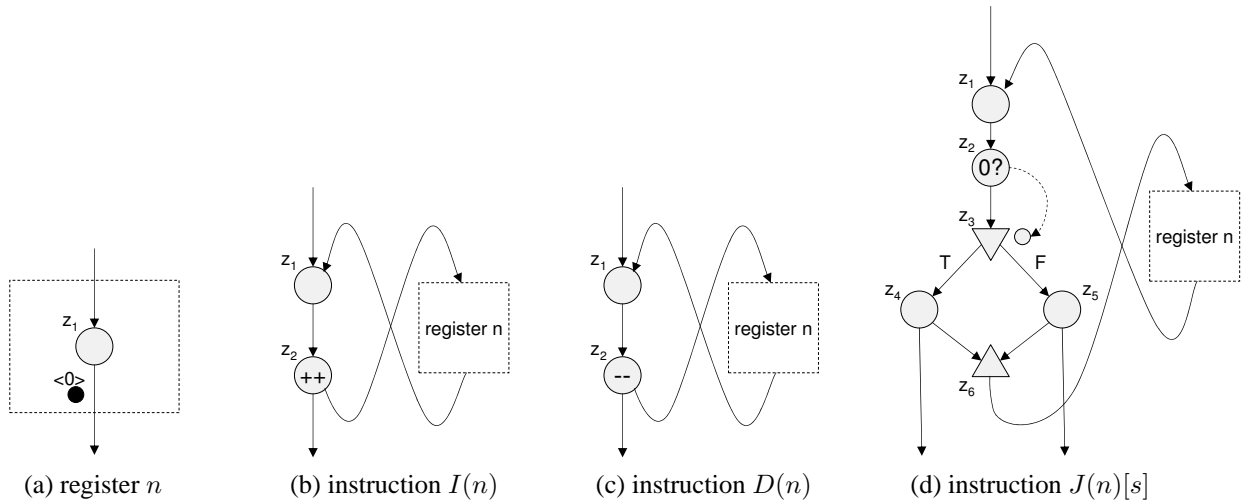 z1
<0>
(a) register n
z1
z2
++
register n
(b) instruction I(n)
z1
z2
--
register n
(c) instruction D(n)
z1
z2
0?
z3
T
F
z4
z5
z6
register n
(d) instruction J(n)[s]